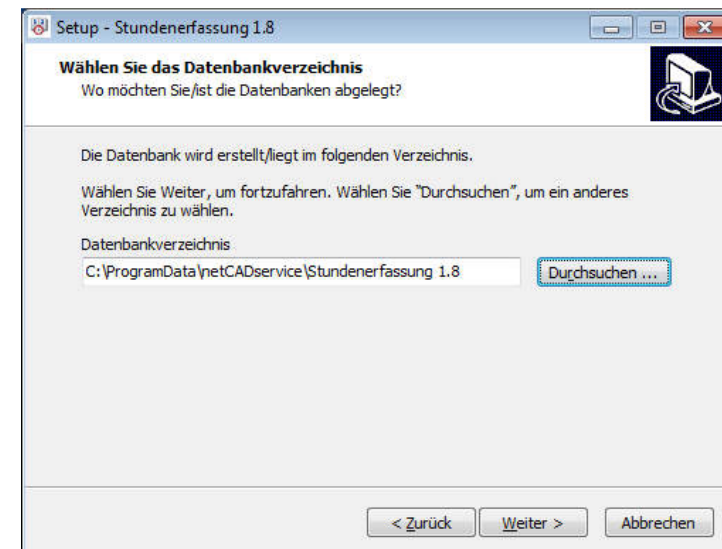 Setup - Stundenerfassung 1.8
Wählen Sie das Datenbankverzeichnis
Wo möchten Sie/ist die Datenbanken abgelegt?
Die Datenbank wird erstellt/liegt im folgenden Verzeichnis.
Wählen Sie Weiter, um fortzufahren. Wählen Sie "Durchsuchen", um ein anderes
Verzeichnis zu wählen.
Datenbankverzeichnis
C:\ProgramData\netCADservice\Stundenerfassung 1.8
Durchsuchen ...
< Zurück
Weiter >
Abbrechen